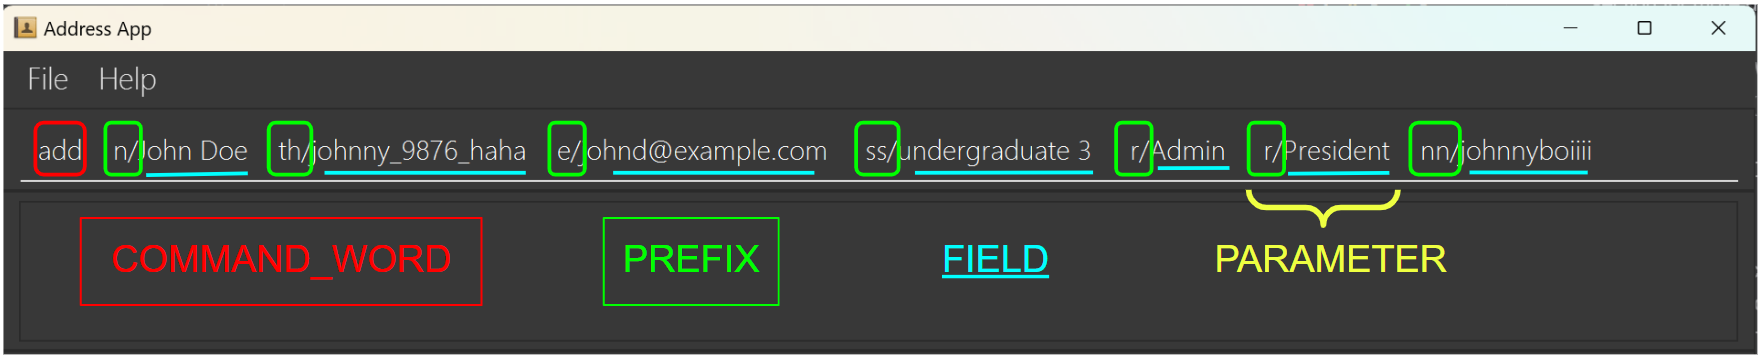 Address App
File Help
add n/John Doe th/johnny_9876_haha e/johnd@example.com ss/undergraduate 3 r/Admin r/President nn/johnnyboiiii
COMMAND_WORD PREFIX FIELD PARAMETER